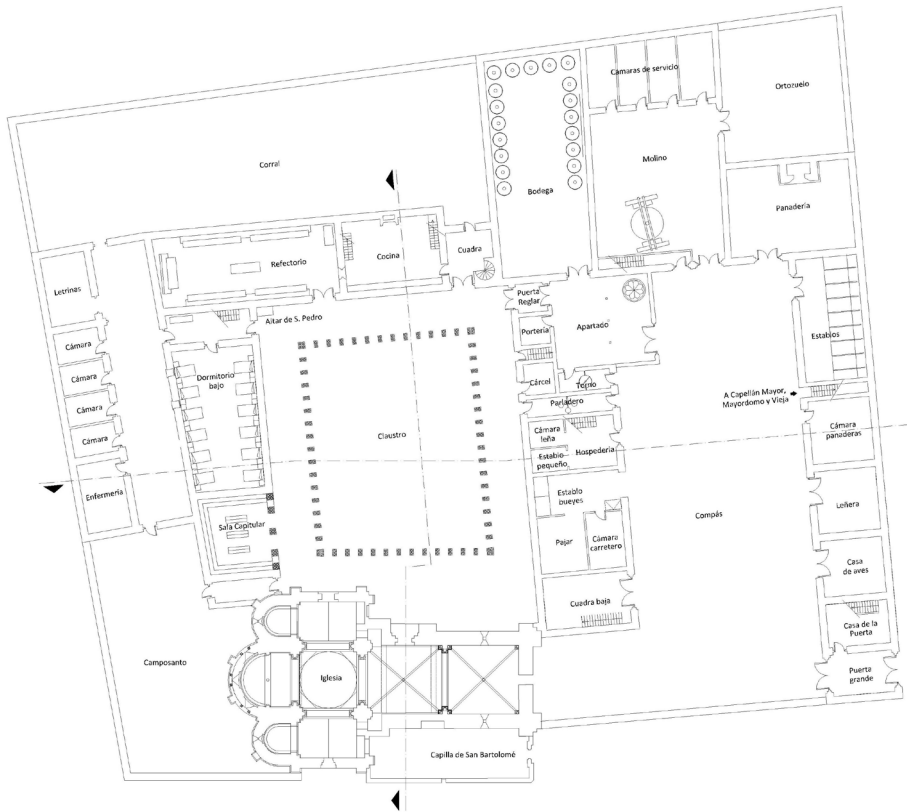 Cámaras de servicio
Ortozuelo
Corral
Molino
Bodega
Panadería
Refectorio
Cocina
Cuadra
Letrinas
Puerta
Reglar
Altar de S. Pedro
Portería
Apartado
Establos
Cámara
Cámara
Cámara
Cámara
Dormitorio
bajo
Cárcel
Torno
Parladero
A Capellán Mayor,
Mayordomo y Vieja
Claustro
Cámara
leña
Hospedería
Establo
pequeño
Cámara
panaderas
Enfermería
Establo
bueyes
Sala Capitular
Compás
Leñera
Pajar
Cámara
carretero
Casa
de aves
Cuadra baja
Casa de la
Puerta
Camposanto
Iglesia
Puerta
grande
Capilla de San Bartolomé